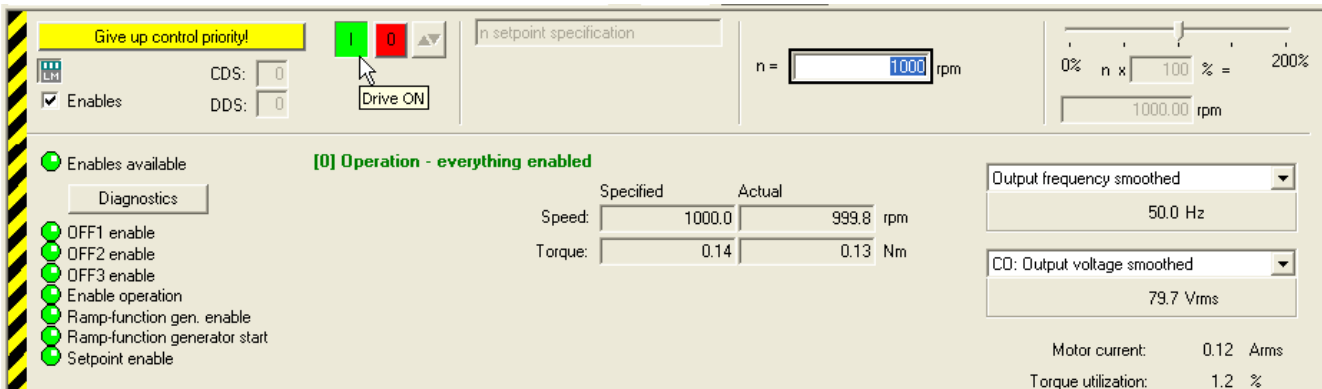 Give up control priority!
I 0
n setpoint specification
LM
CDS: 0
Enables
DDS: 0
Drive ON
n = 1000 rpm
0% n x 100 % = 200%
1000.00 rpm
Enables available
[0] Operation - everything enabled
Diagnostics
Specified Actual
Speed: 1000.0 999.8 rpm
Torque: 0.14 0.13 Nm
OFF1 enable
OFF2 enable
OFF3 enable
Enable operation
Ramp-function gen. enable
Ramp-function generator start
Setpoint enable
Output frequency smoothed
50.0 Hz
CO: Output voltage smoothed
79.7 Vrms
Motor current: 0.12 Arms
Torque utilization: 1.2 %